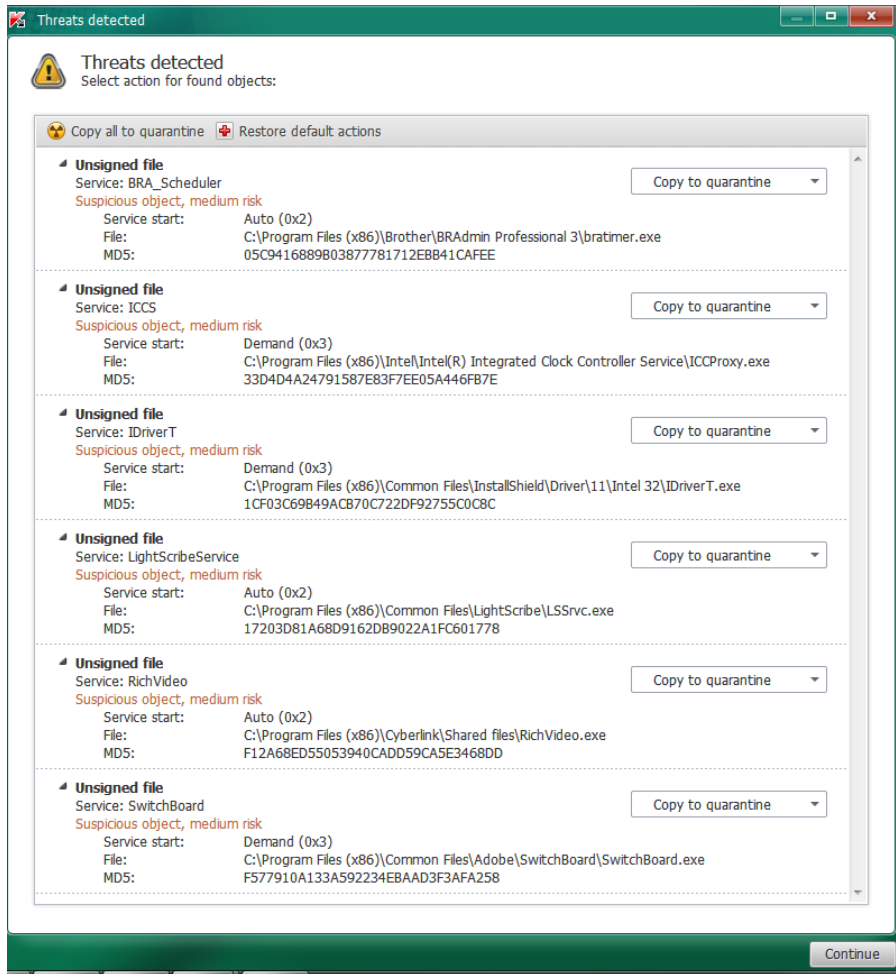 Threats detected
Threats detected
Select action for found objects:
Copy all to quarantine Restore default actions
Unsigned file
Service: BRA_Scheduler
Copy to quarantine
Suspicious object, medium risk
Service start: Auto (0x2)
File: C:\Program Files (x86)\Brother\BRAdmin Professional 3\bratimer.exe
MD5: 05C9416889B03877781712EBB41CAFEE
Unsigned file
Service: ICCS
Copy to quarantine
Suspicious object, medium risk
Service start: Demand (0x3)
File: C:\Program Files (x86)\Intel\Intel(R) Integrated Clock Controller Service\ICCProxy.exe
MD5: 33D4D4A24791587E83F7EE05A446FB7E
Unsigned file
Service: IDriverT
Copy to quarantine
Suspicious object, medium risk
Service start: Demand (0x3)
File: C:\Program Files (x86)\Common Files\InstallShield\Driver\11\Intel 32\IDriverT.exe
MD5: 1CF03C69B49ACB70C722DF92755C0C8C
Unsigned file
Service: LightScribeService
Copy to quarantine
Suspicious object, medium risk
Service start: Auto (0x2)
File: C:\Program Files (x86)\Common Files\LightScribe\LSSrvc.exe
MD5: 17203D81A68D9162DB9022A1FC601778
Unsigned file
Service: RichVideo
Copy to quarantine
Suspicious object, medium risk
Service start: Auto (0x2)
File: C:\Program Files (x86)\Cyberlink\Shared files\RichVideo.exe
MD5: F12A68ED55053940CADD59CA5E3468DD
Unsigned file
Service: SwitchBoard
Copy to quarantine
Suspicious object, medium risk
Service start: Demand (0x3)
File: C:\Program Files (x86)\Common Files\Adobe\SwitchBoard\SwitchBoard.exe
MD5: F577910A133A592234EBAAD3F3AFA258
Continue